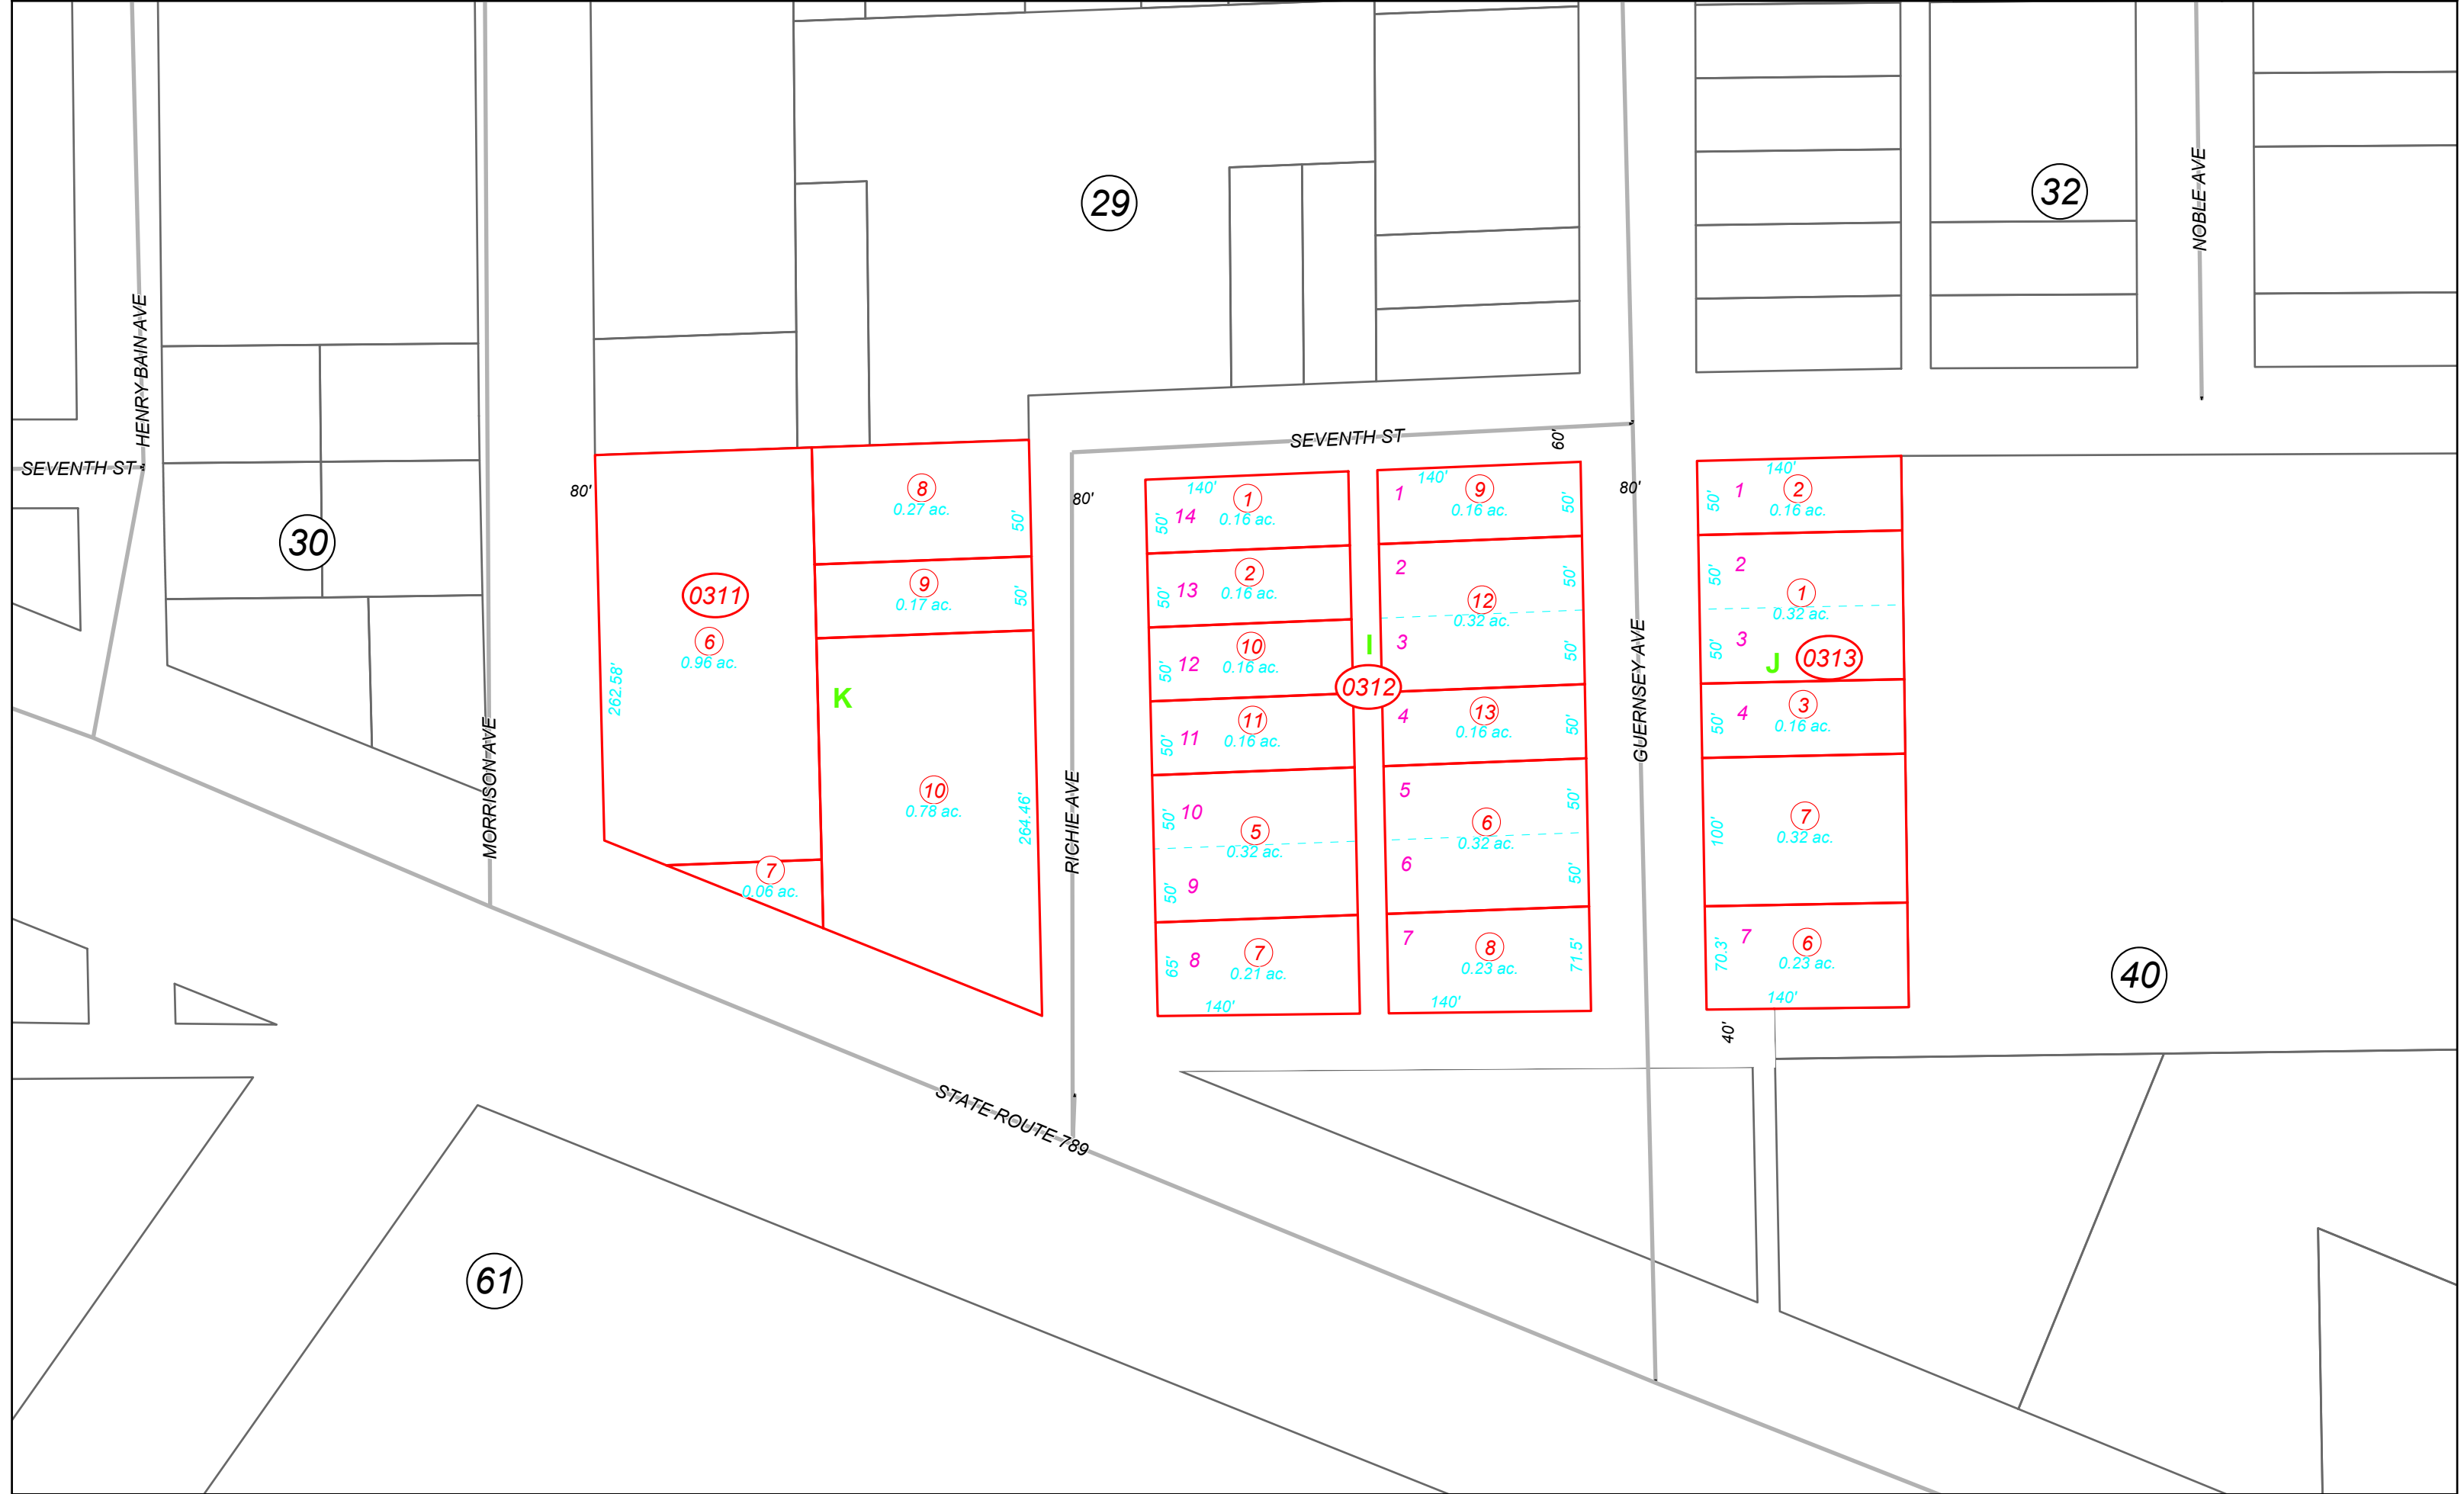 29
32
NOBLE AVE
HENRY BAIN AVE
SEVENTH ST
30
MORRISON AVE
80'
0311
6
0.96 ac.
262.58'
K
8
0.27 ac.
50'
9
0.17 ac.
50'
10
0.78 ac.
264.46'
7
0.06 ac.
80'
RICHIE AVE
SEVENTH ST
60'
140'
1
50'
14
0.16 ac.
2
50'
13
0.16 ac.
10
50'
12
0.16 ac.
11
50'
11
0.16 ac.
50'
10
5
0.32 ac.
50'
9
7
65'
8
0.21 ac.
140'
I
0312
140'
1
9
0.16 ac.
50'
2
50'
12
0.32 ac.
3
50'
4
13
0.16 ac.
50'
5
50'
6
0.32 ac.
6
50'
7
8
0.23 ac.
71.5'
140'
80'
GUERNSEY AVE
140'
50'
1
2
0.16 ac.
50'
2
1
0.32 ac.
50'
3
J
0313
50'
4
3
0.16 ac.
100'
7
0.32 ac.
70.3'
7
6
0.23 ac.
140'
40'
40
STATE ROUTE 789
61